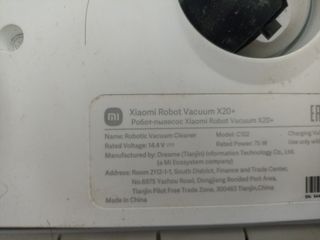 mi
Xiaomi Robot Vacuum X20+
Робот-пылесос Xiaomi Robot Vacuum X20+
Name: Robotic Vacuum Cleaner Model: C102 Charging
Rated Voltage: 14.4 V Rated Power: 75 W
Manufactured by: Dreame (Tianjin) Information Technology Co., Ltd.
(a Mi Ecosystem company)
Address: Room 2112-1-1, South District, Finance and Trade Center,
No.6975 Yazhou Road, Dongjiang Bonded Port Area,
Tianjin Pilot Free Trade Zone, 300463 Tianjin, China
Made in China